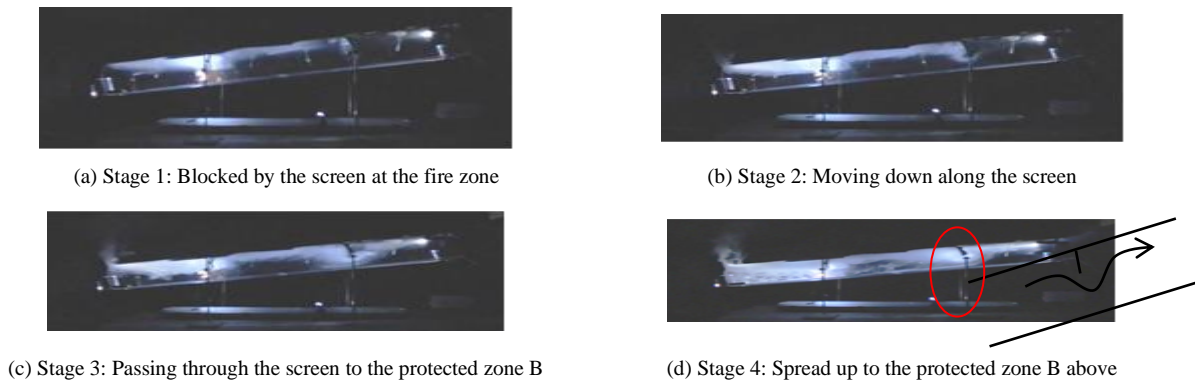 (a) Stage 1: Blocked by the screen at the fire zone
(b) Stage 2: Moving down along the screen
(c) Stage 3: Passing through the screen to the protected zone B
(d) Stage 4: Spread up to the protected zone B above